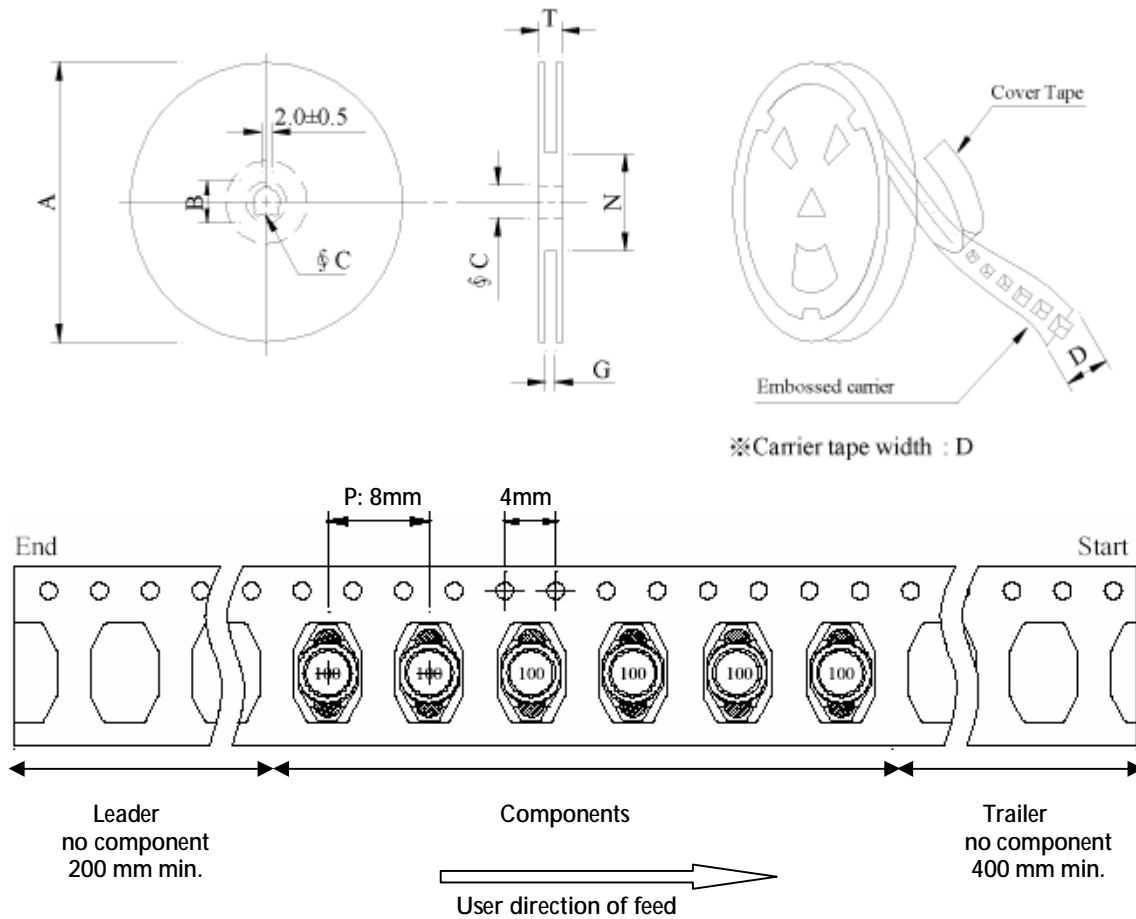 T
2.0±0.5
A
B
∮C
∮C
N
G
Cover Tape
Embossed carrier
D
※Carrier tape width : D
P: 8mm
4mm
End
Start
100
100
100
100
100
100
Leader
no component
200 mm min.
Components
Trailer
no component
400 mm min.
User direction of feed